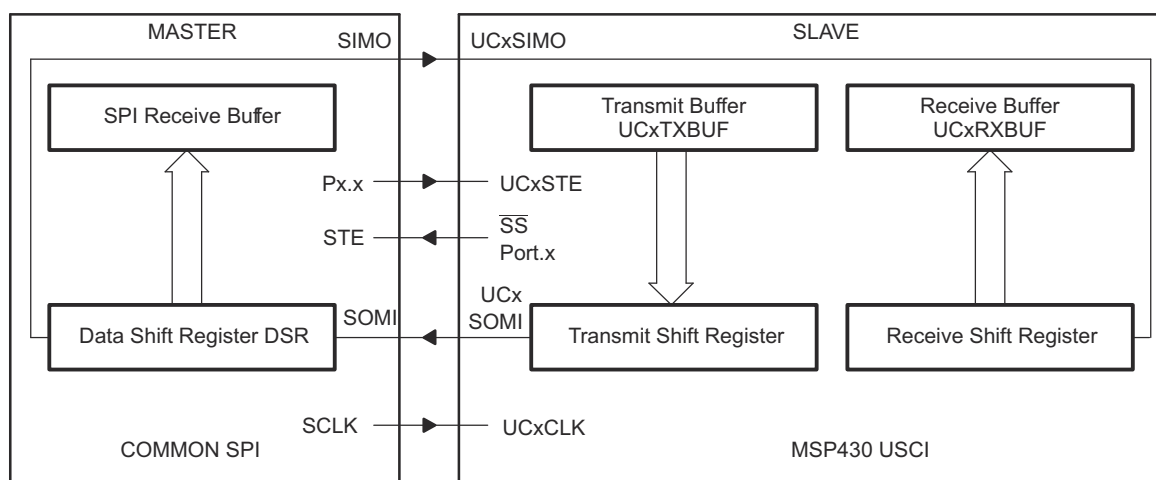 MASTER
SIMO
SPI Receive Buffer
Px.x
STE
SOMI
Data Shift Register DSR
SCLK
COMMON SPI
SLAVE
UCxSIMO
Transmit Buffer
UCxTXBUF
Receive Buffer
UCxRXBUF
UCxSTE
SS
Port.x
UCx
SOMI
Transmit Shift Register
Receive Shift Register
UCxCLK
MSP430 USCI